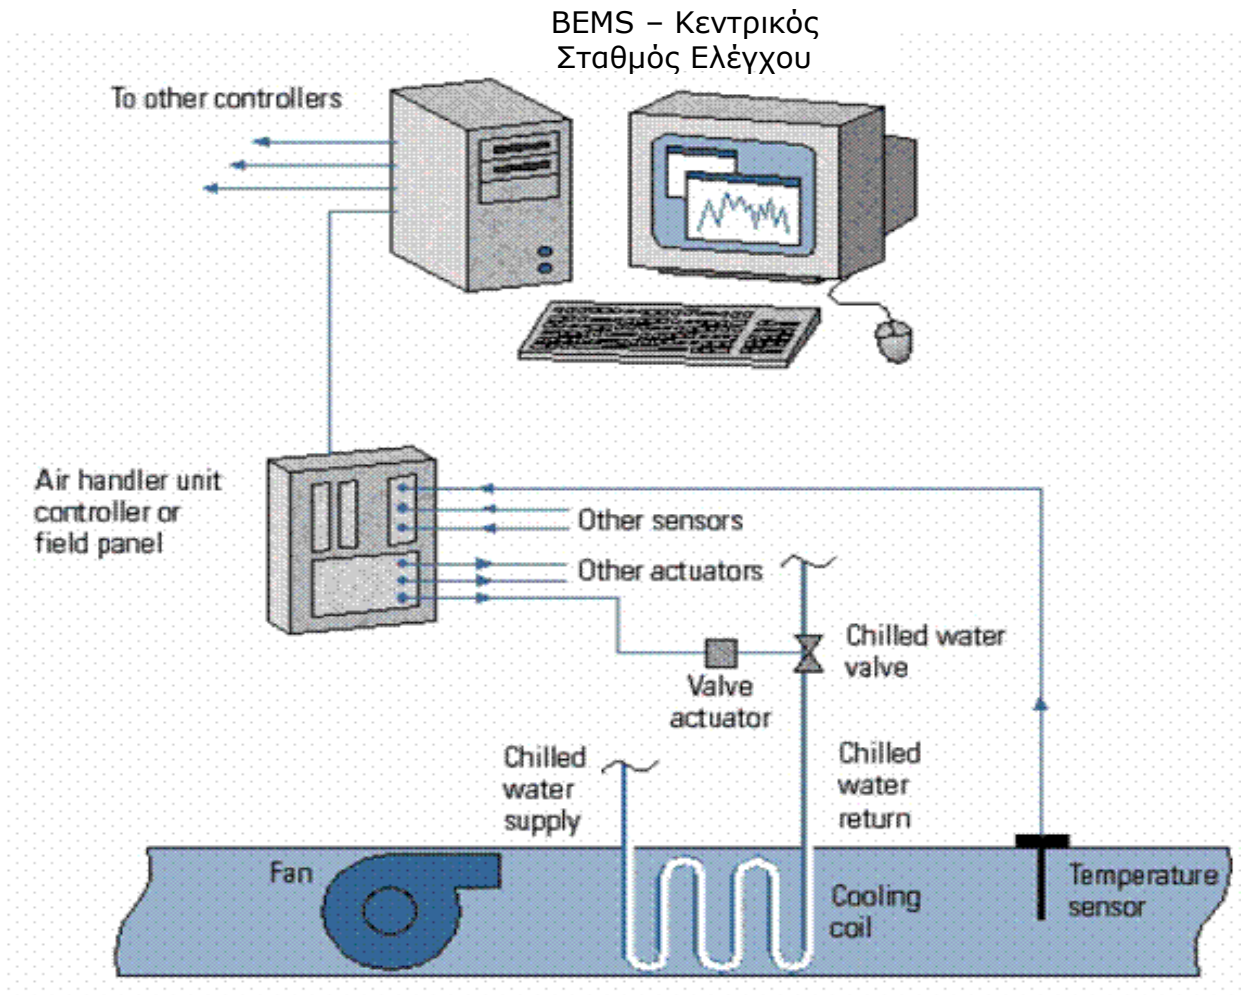 BEMS – Κεντρικός
Σταθμός Ελέγχου
To other controllers
Air handler unit
controller or
field panel
Other sensors
Other actuators
Chilled water
valve
Valve
actuator
Chilled
water
supply
Chilled
water
return
Fan
Cooling
coil
Temperature
sensor